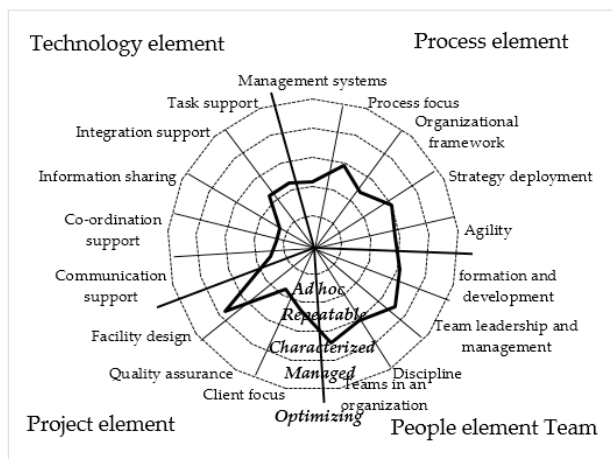 Technology element
Process element
Management systems
Task support
Process focus
Integration support
Organizational
framework
Information sharing
Strategy deployment
Co-ordination
support
Agility
Communication
support
formation and
development
Ad hoc
Repeatable
Facility design
Team leadership and
management
Characterized
Quality assurance
Managed
Discipline
Client focus
Teams in an
organization
Optimizing
Project element
People element Team